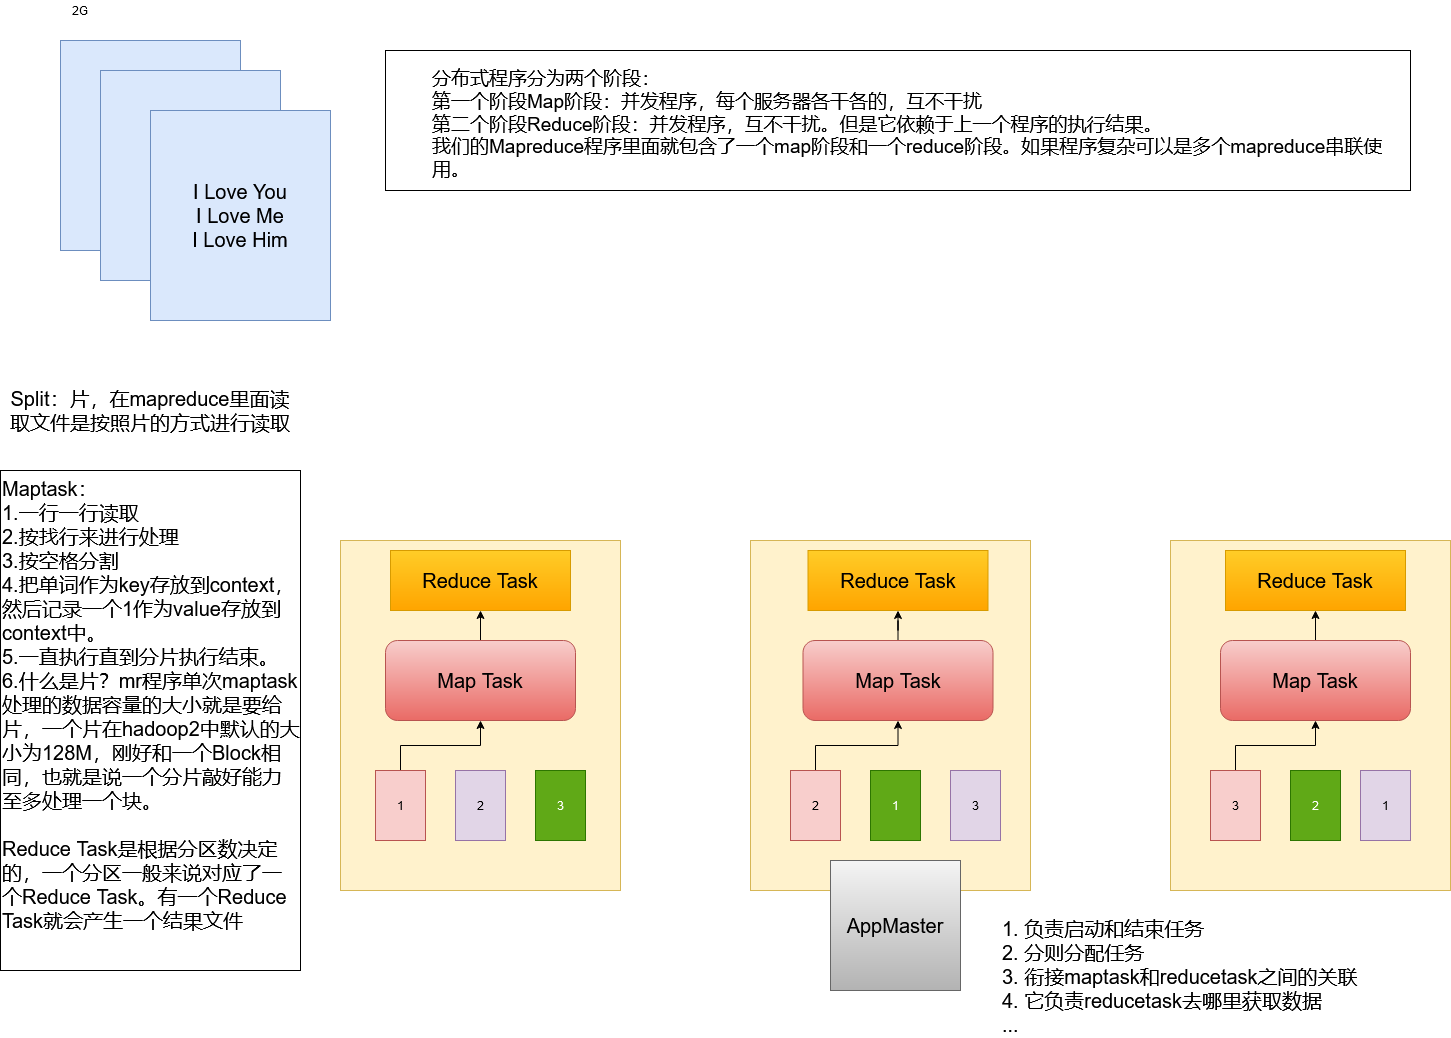 2G
分布式程序分为两个阶段：
第一个阶段Map阶段：并发程序，每个服务器各干各的，互不干扰
第二个阶段Reduce阶段：并发程序，互不干扰。但是它依赖于上一个程序的执行结果。
我们的Mapreduce程序里面就包含了一个map阶段和一个reduce阶段。如果程序复杂可以是多个mapreduce串联使
用。
I Love You
I Love Me
I Love Him
Split：片，在mapreduce里面读
取文件是按照片的方式进行读取
Maptask：
1.一行一行读取
2.按找行来进行处理
3.按空格分割
4.把单词作为key存放到context，
然后记录一个1作为value存放到
context中。
5.一直执行直到分片执行结束。
6.什么是片？mr程序单次maptask
处理的数据容量的大小就是要给
片，一个片在hadoop2中默认的大
小为128M，刚好和一个Block相
同，也就是说一个分片敲好能力
至多处理一个块。
Reduce Task是根据分区数决定
的，一个分区一般来说对应了一
个Reduce Task。有一个Reduce
Task就会产生一个结果文件
Reduce Task
Map Task
1
2
3
Reduce Task
Map Task
2
1
3
Reduce Task
Map Task
3
2
1
AppMaster
1. 负责启动和结束任务
2. 分则分配任务
3. 衔接maptask和reducetask之间的关联
4. 它负责reducetask去哪里获取数据
...